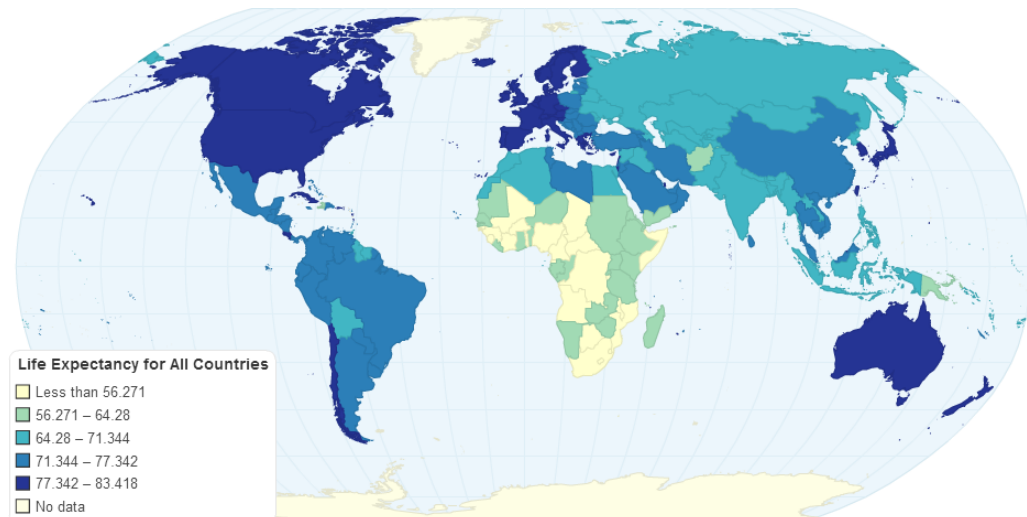 Life Expectancy for All Countries
Less than 56.271
56.271 – 64.28
64.28 – 71.344
71.344 – 77.342
77.342 – 83.418
No data